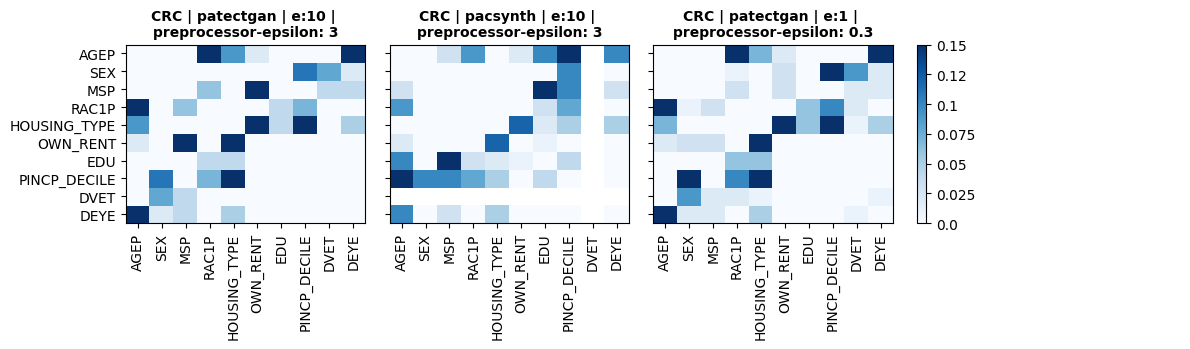 CRC | patectgan | e:10 |
preprocessor-epsilon: 3
CRC | pacsynth | e:10 |
preprocessor-epsilon: 3
CRC | patectgan | e:1 |
preprocessor-epsilon: 0.3
AGEP
SEX
MSP
RAC1P
HOUSING_TYPE
OWN_RENT
EDU
PINCP_DECILE
DVET
DEYE
AGEP
SEX
MSP
RAC1P
HOUSING_TYPE
OWN_RENT
EDU
PINCP_DECILE
DVET
DEYE
AGEP
SEX
MSP
RAC1P
HOUSING_TYPE
OWN_RENT
EDU
PINCP_DECILE
DVET
DEYE
AGEP
SEX
MSP
RAC1P
HOUSING_TYPE
OWN_RENT
EDU
PINCP_DECILE
DVET
DEYE
0.15
0.12
0.1
0.075
0.05
0.025
0.0